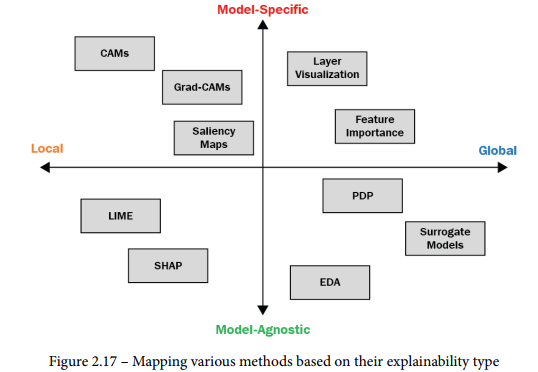 Model-Specific
CAMs
Layer
Visualization
Grad-CAMs
Feature
Importance
Saliency
Maps
Local
Global
PDP
LIME
Surrogate
Models
SHAP
EDA
Model-Agnostic
Figure 2.17 – Mapping various methods based on their explainability type